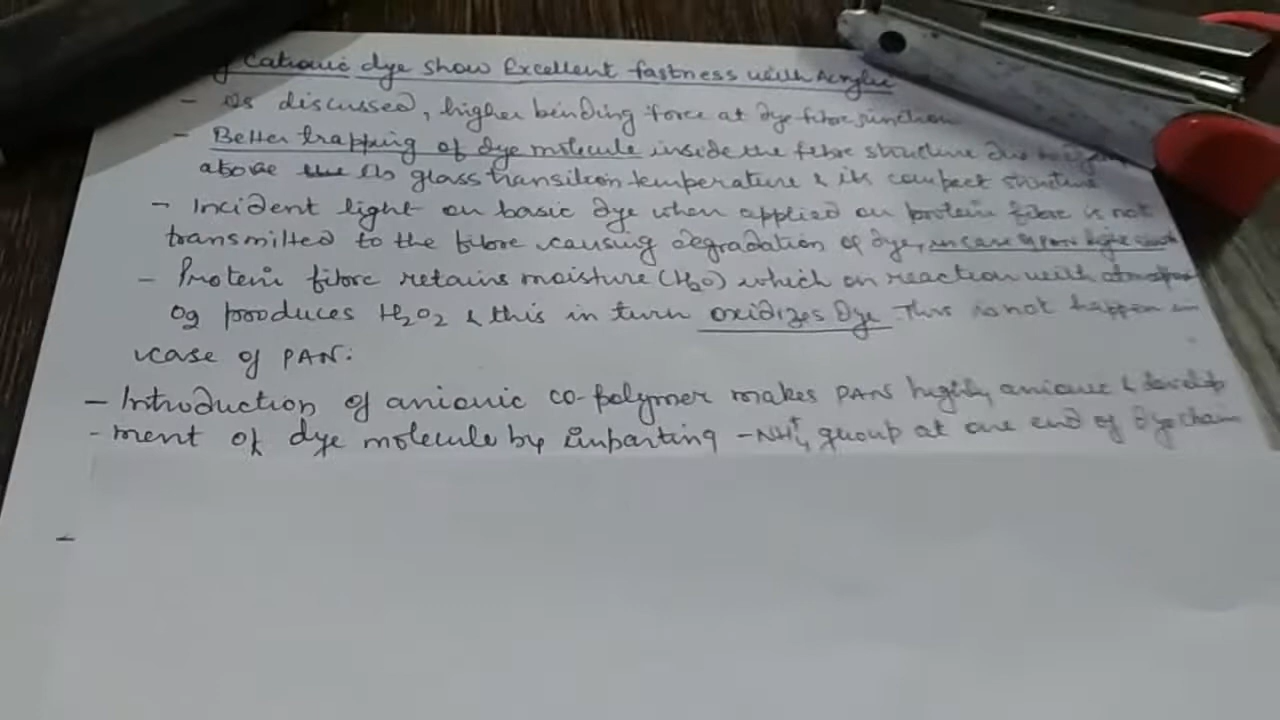 Cationic dye show Excellent fastness with Acrylic
- As discussed, higher bending force at dye fibre junction
- Better trapping of dye molecule inside the fibre structure due
above the its glass transition temperature & its compact structure
- Incident light on basic dye when applied on protein fibre is not
transmitted to the fibre causing degradation of dye, in case of PAN light
- Protein fibre retains moisture (H2O) which on reaction with
O2 produces H2O2 & this in turn oxidizes Dye. This is not happen in
case of PAN.
- Introduction of anionic co-polymer makes PAN highly anionic & develop
- ment of dye molecule by imparting -NH4+ group at one end of dye chain
-